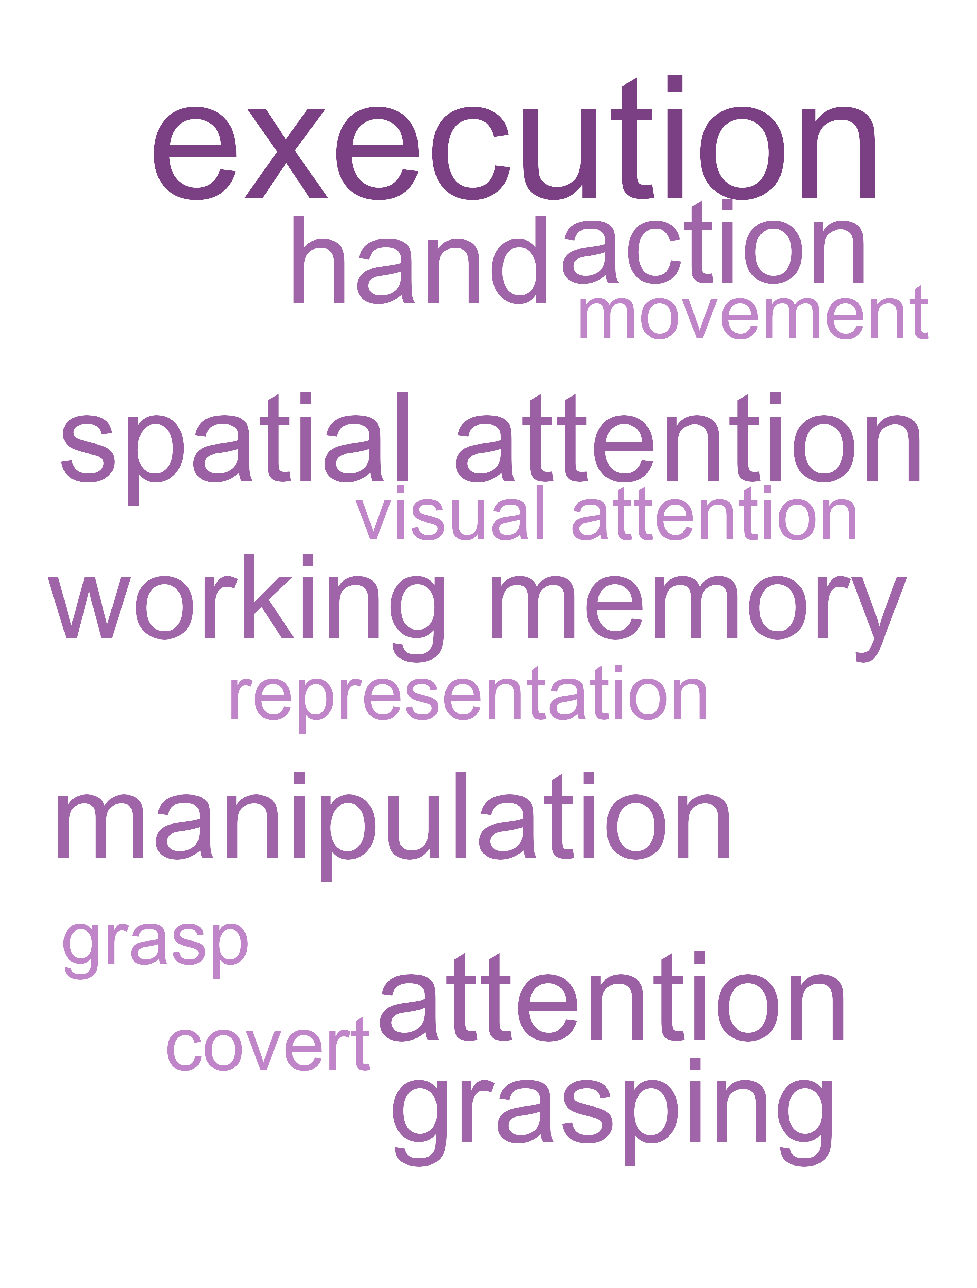 execution
hand action
movement
spatial attention
visual attention
working memory
representation
manipulation
grasp
attention
covert
grasping